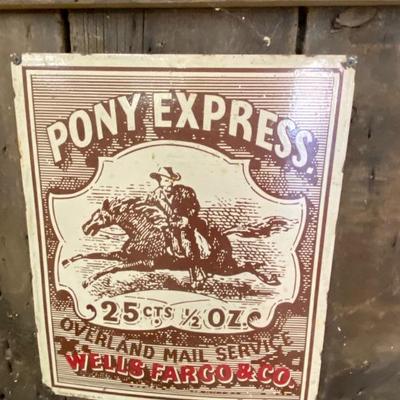 PONY EXPRESS.
25 CTS ½ OZ.
OVERLAND MAIL SERVICE
WELLS FARGO & CO.